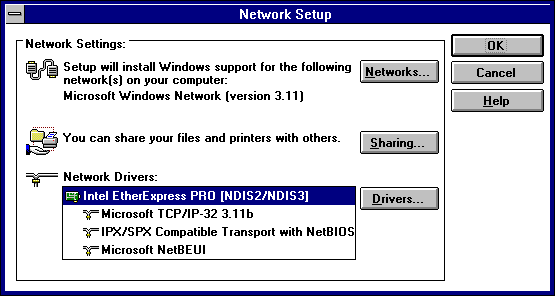 Network Setup
Network Settings:
Setup will install Windows support for the following
network(s) on your computer:
Microsoft Windows Network (version 3.11)
Networks...
You can share your files and printers with others.
Sharing...
Network Drivers:
Intel EtherExpress PRO [NDIS2/NDIS3]
Microsoft TCP/IP-32 3.11b
IPX/SPX Compatible Transport with NetBIOS
Microsoft NetBEUI
Drivers...
OK
Cancel
Help